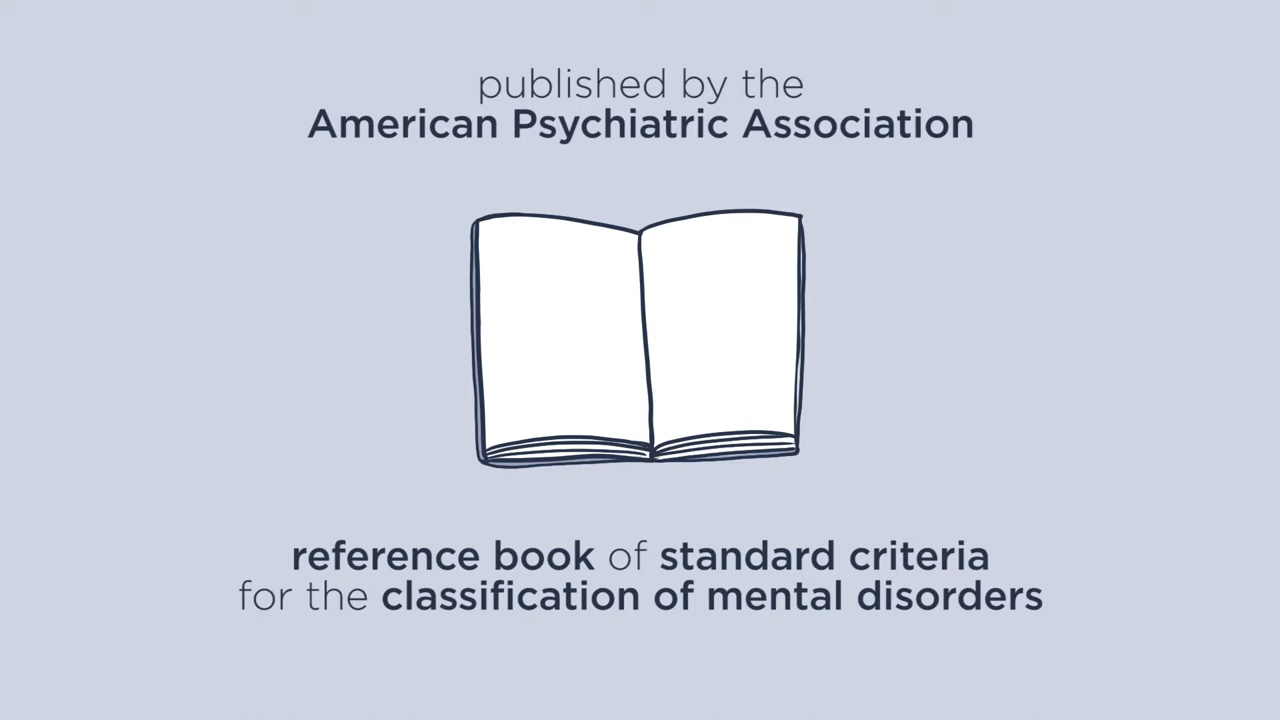 published by the
American Psychiatric Association
reference book of standard criteria
for the classification of mental disorders